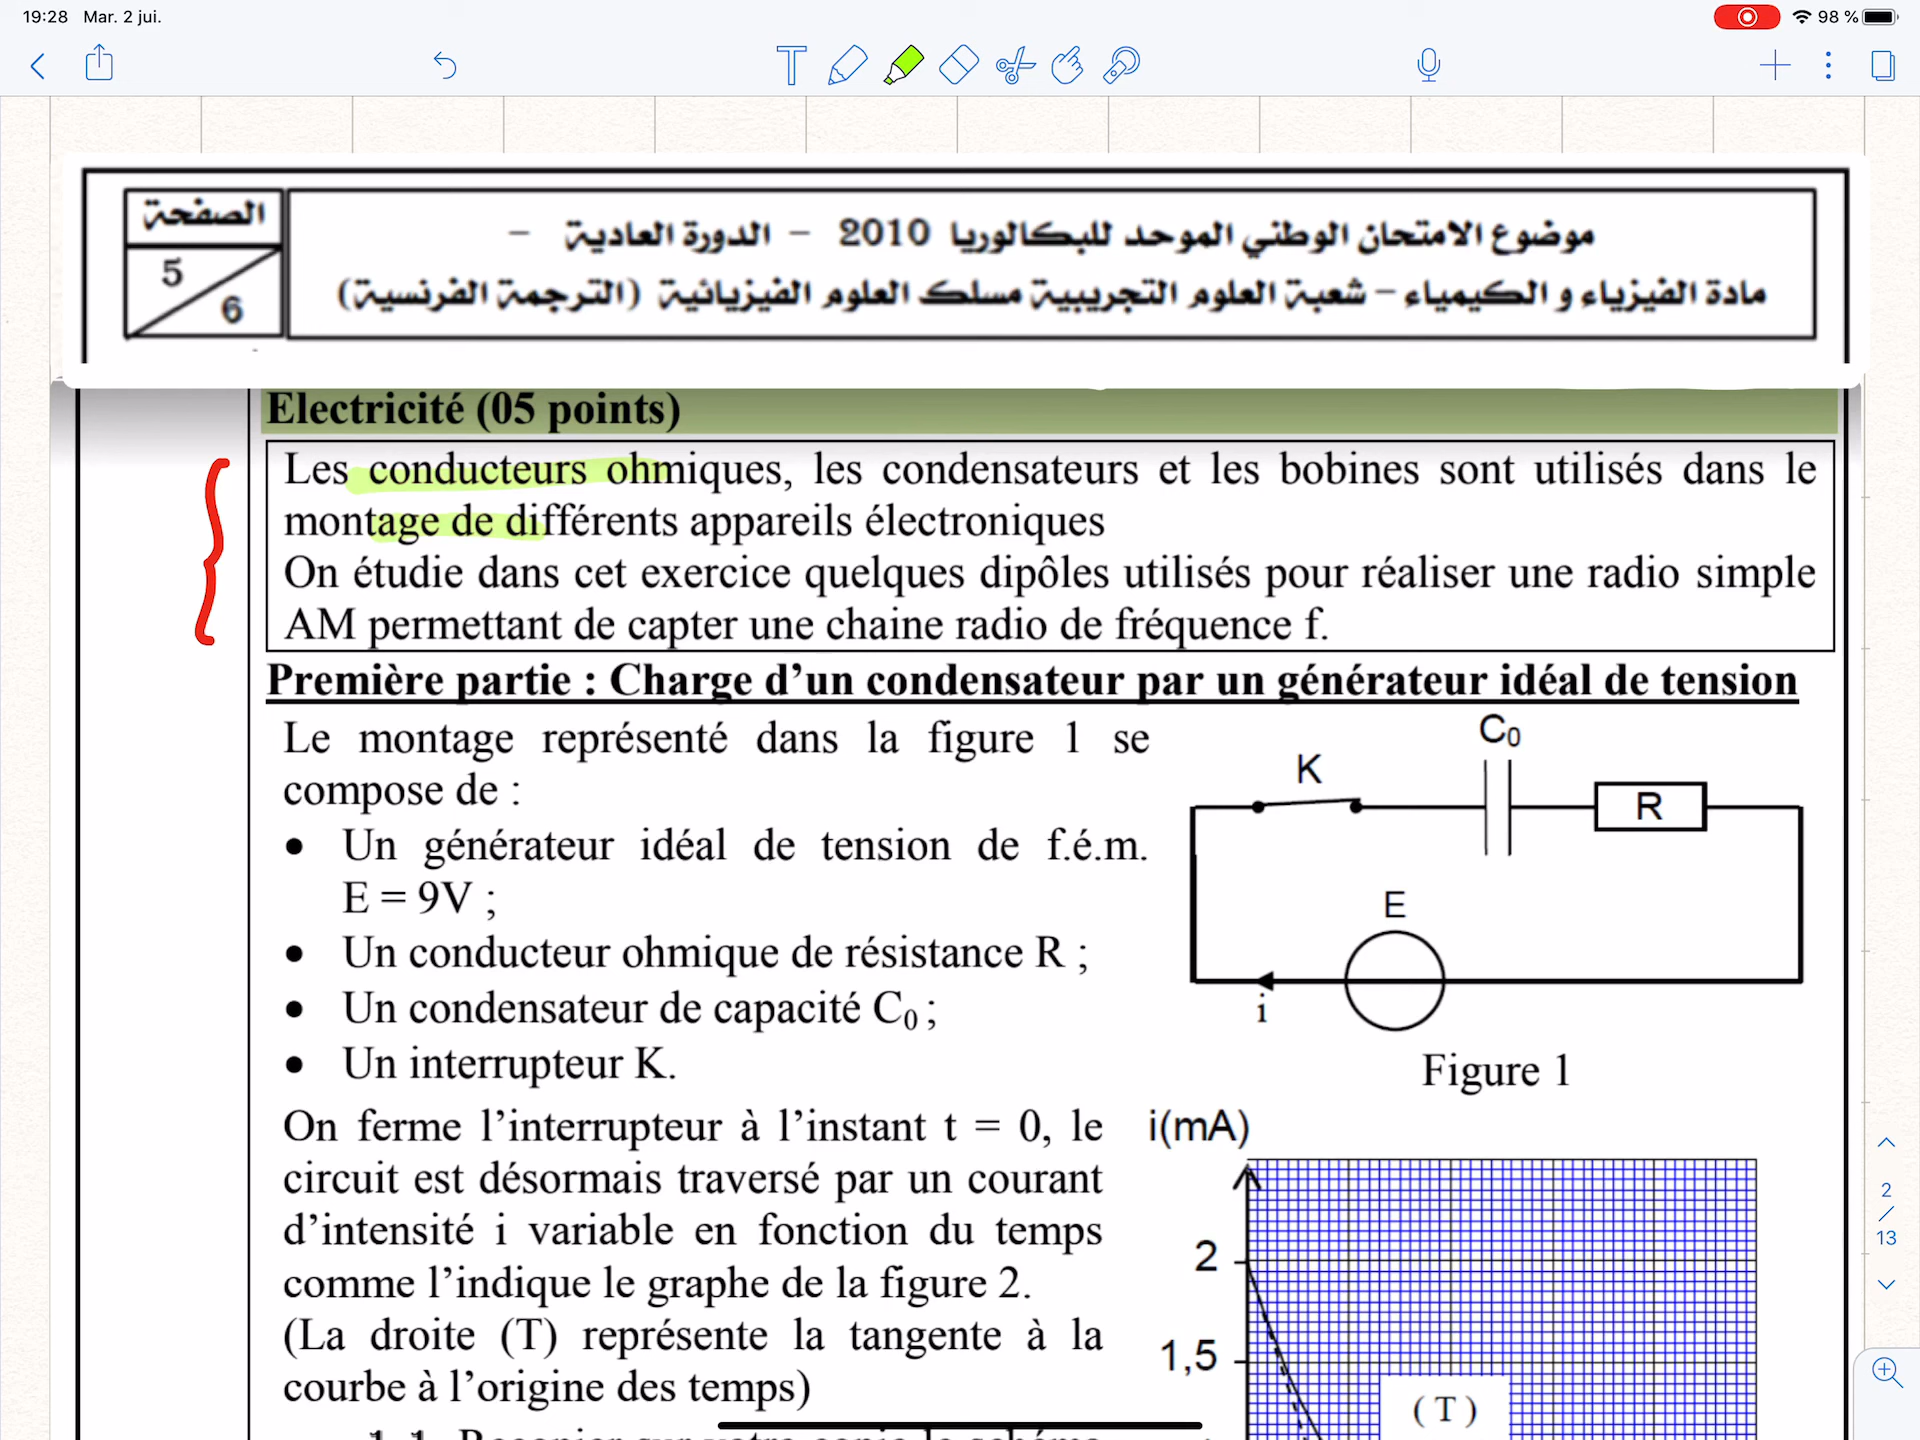 19:28 Mar. 2 jui.
98 %
الصفحة
5
6
موضوع الامتحان الوطني الموحد للبكالوريا 2010 – الدورة العادية –
مادة الفيزياء و الكيمياء – شعبة العلوم التجريبية مسلك العلوم الفيزيائية (الترجمة الفرنسية)
Electricité (05 points)
Les conducteurs ohmiques, les condensateurs et les bobines sont utilisés dans le
montage de différents appareils électroniques
On étudie dans cet exercice quelques dipôles utilisés pour réaliser une radio simple
AM permettant de capter une chaine radio de fréquence f.
Première partie : Charge d’un condensateur par un générateur idéal de tension
Le montage représenté dans la figure 1 se
compose de :
• Un générateur idéal de tension de f.é.m.
E = 9V ;
• Un conducteur ohmique de résistance R ;
• Un condensateur de capacité C0 ;
• Un interrupteur K.
C0
K
R
E
i
Figure 1
On ferme l’interrupteur à l’instant t = 0, le
circuit est désormais traversé par un courant
d’intensité i variable en fonction du temps
comme l’indique le graphe de la figure 2.
(La droite (T) représente la tangente à la
courbe à l’origine des temps)
i(mA)
2
1,5
( T )
2
/
13